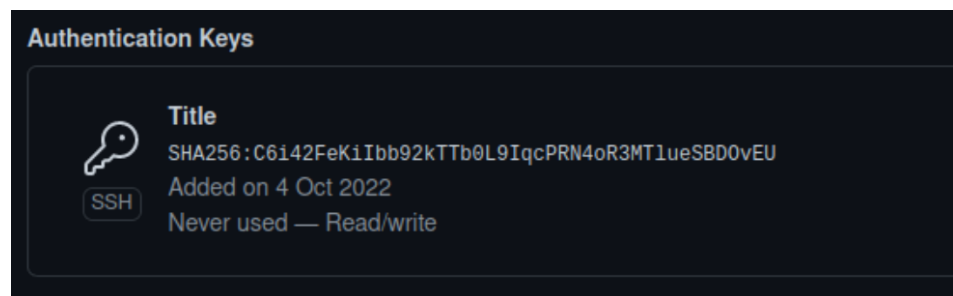 Authentication Keys
Title
SHA256:C6i42FeKiIbb92kTTb0L9IqcPRN4oR3MTlueSBDOvEU
SSH
Added on 4 Oct 2022
Never used — Read/write